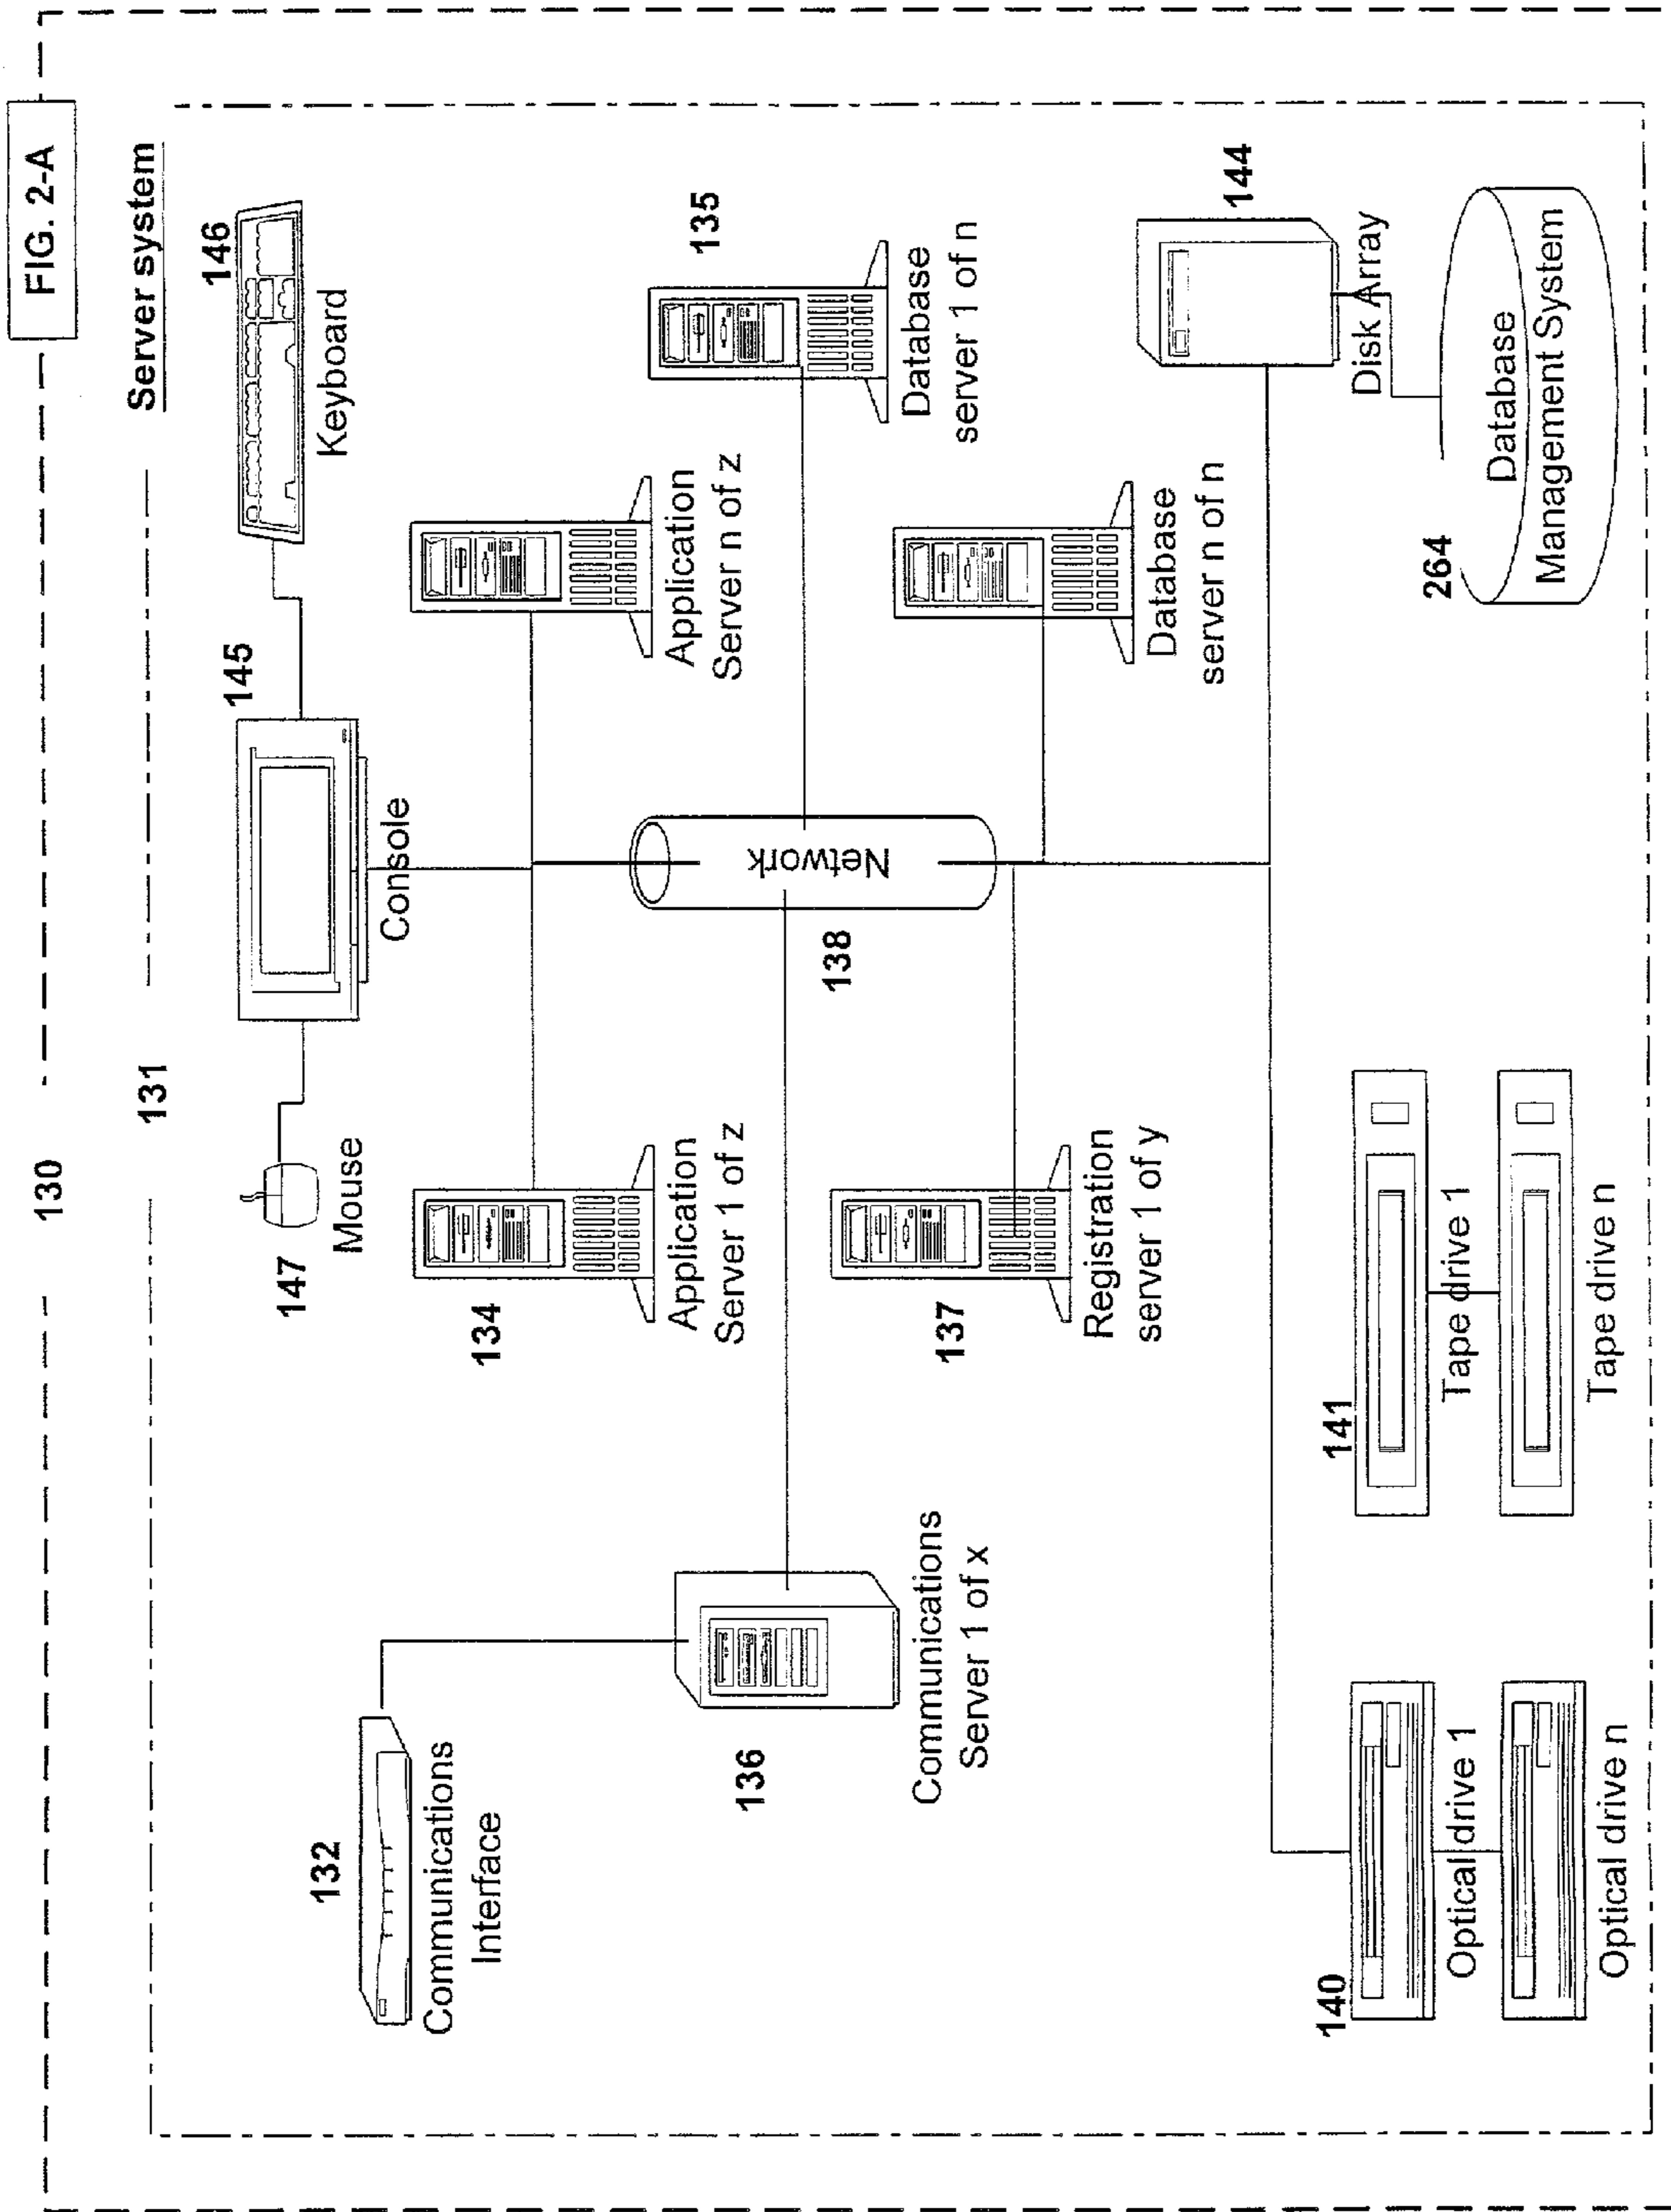 FIG. 2-A
130
131
Server system
147
Mouse
145
Console
146
Keyboard
132
Communications
Interface
134
Application
Server 1 of z
Application
Server n of z
136
Communications
Server 1 of x
138
Network
135
Database
server 1 of n
137
Registration
server 1 of y
Database
server n of n
140
Optical drive 1
Optical drive n
141
Tape drive 1
Tape drive n
144
Disk Array
264
Database
Management System